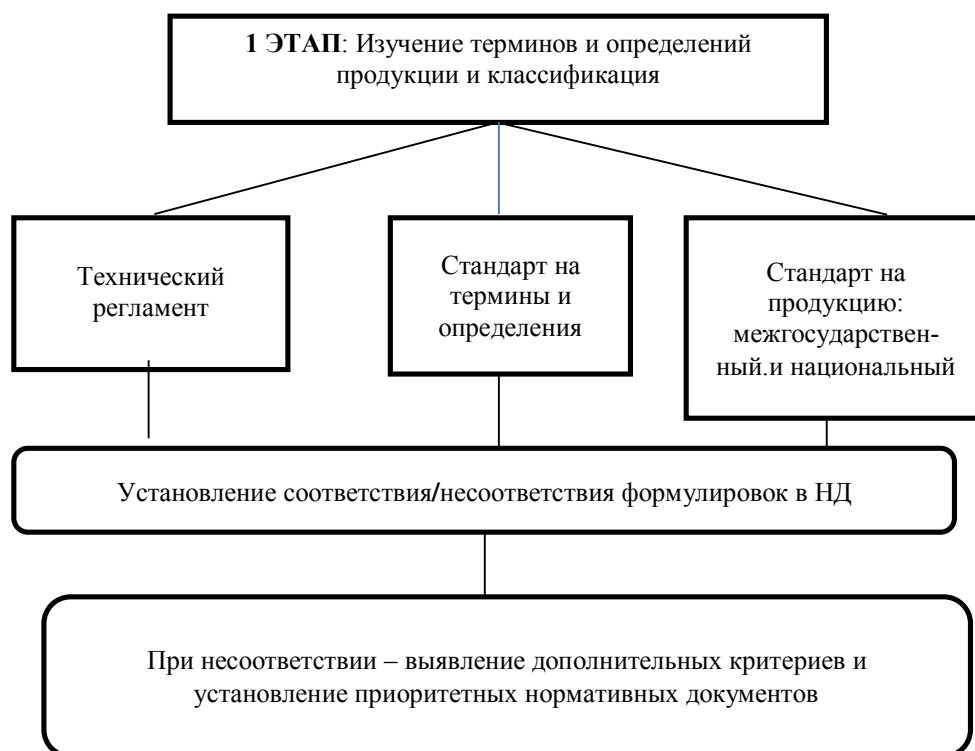 1 ЭТАП: Изучение терминов и определений
продукции и классификация
Технический
регламент
Стандарт на
термины и
определения
Стандарт на
продукцию:
межгосударствен-
ный.и национальный
Установление соответствия/несоответствия формулировок в НД
При несоответствии – выявление дополнительных критериев и
установление приоритетных нормативных документов